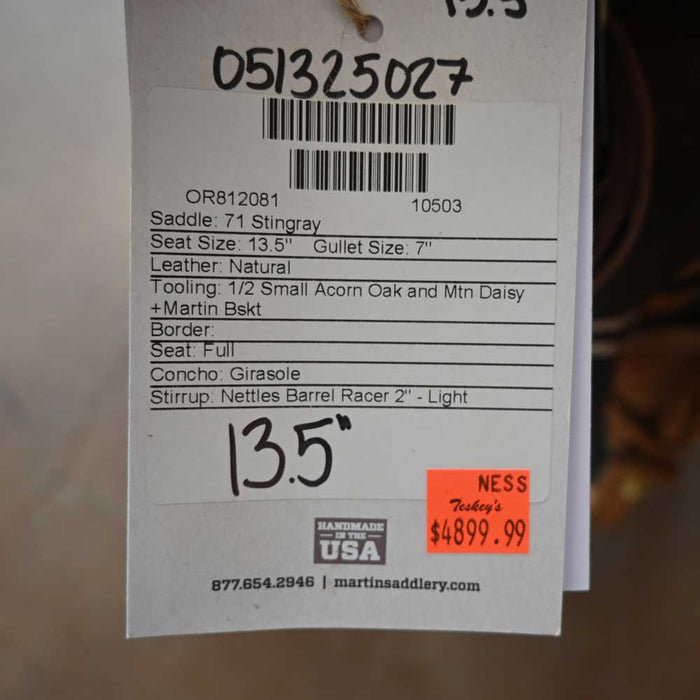 13.5
051325027
OR812081 10503
Saddle: 71 Stingray
Seat Size: 13.5" Gullet Size: 7"
Leather: Natural
Tooling: 1/2 Small Acorn Oak and Mtn Daisy
+Martin Bskt
Border:
Seat: Full
Concho: Girasole
Stirrup: Nettles Barrel Racer 2" - Light
13.5"
NESS
Teskey's
$4899.99
HANDMADE
IN THE
USA
877.654.2946 | martinsaddlery.com